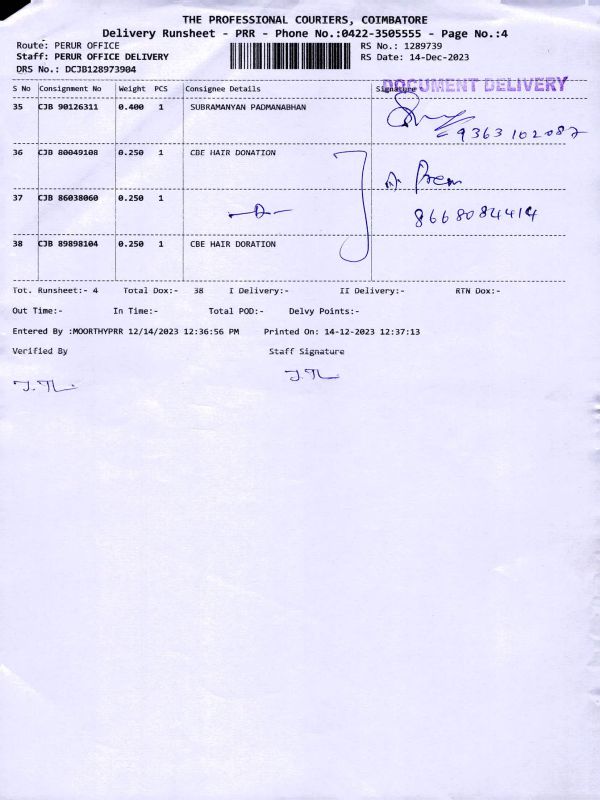 THE PROFESSIONAL COURIERS, COIMBATORE
Delivery Runsheet - PRR - Phone No.:0422-3505555 - Page No.:4
Route: PERUR OFFICE RS No.: 1289739
Staff: PERUR OFFICE DELIVERY RS Date: 14-Dec-2023
DRS No.: DCJB128973904
DOCUMENT DELIVERY
S No Consignment No Weight PCS Consignee Details Signature
35 CJB 90126311 0.400 1 SUBRAMANYAN PADMANABHAN
9363102087
36 CJB 80049108 0.250 1 CBE HAIR DONATION
Prem
37 CJB 86038060 0.250 1
8668084414
38 CJB 89898104 0.250 1 CBE HAIR DORATION
Tot. Runsheet:- 4 Total Dox:- 38 I Delivery:- II Delivery:- RTN Dox:-
Out Time:- In Time:- Total POD:- Delvy Points:-
Entered By :MOORTHYPRR 12/14/2023 12:36:56 PM Printed On: 14-12-2023 12:37:13
Verified By Staff Signature